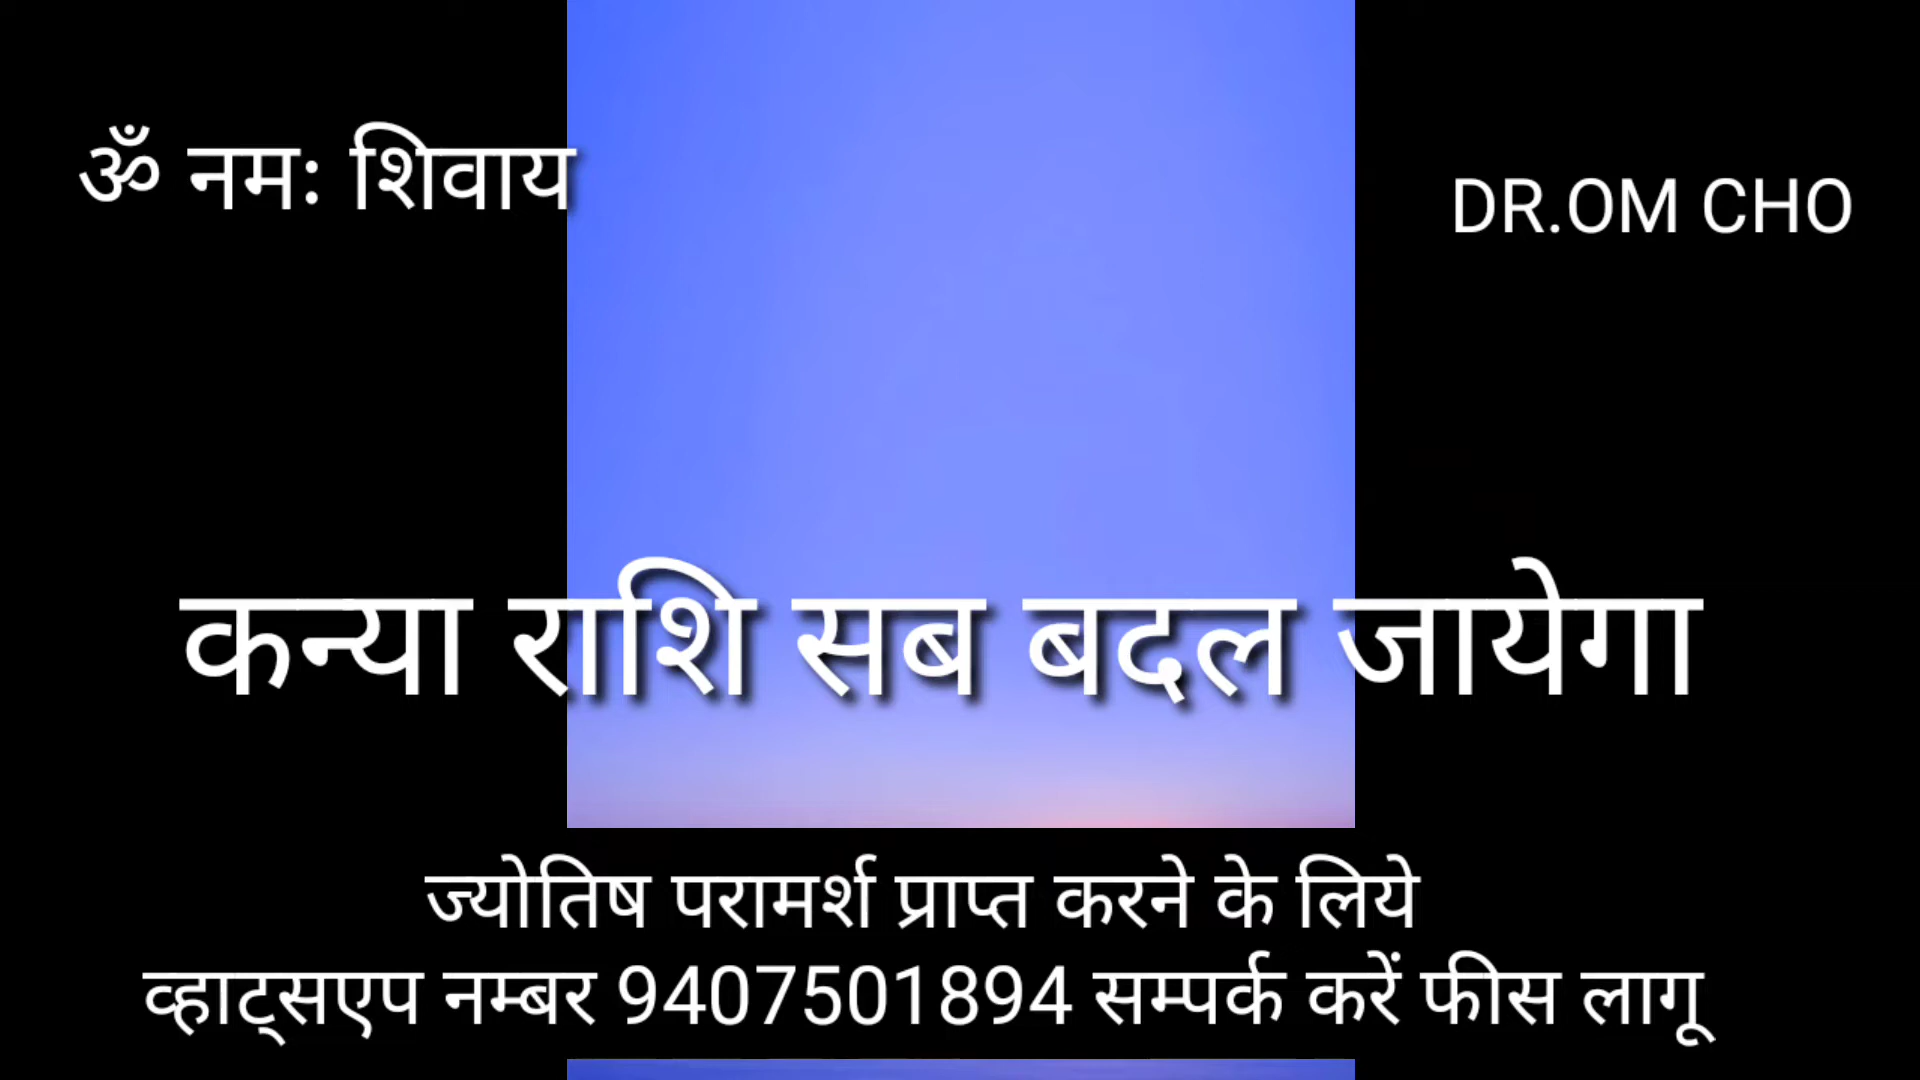 ॐ नमः शिवाय
DR.OM CHO
कन्या राशि सब बदल जायेगा
ज्योतिष परामर्श प्राप्त करने के लिये
व्हाट्सएप नम्बर 9407501894 सम्पर्क करें फीस लागू